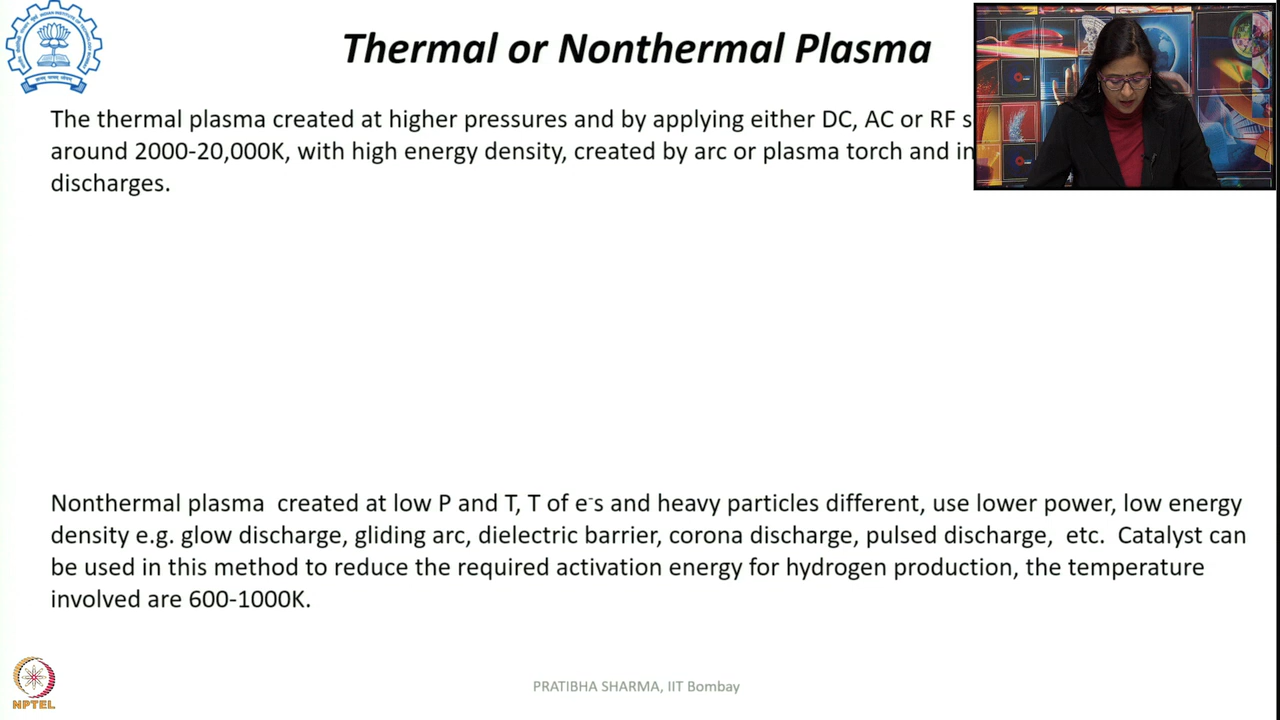 Thermal or Nonthermal Plasma
The thermal plasma created at higher pressures and by applying either DC, AC or RF s
around 2000-20,000K, with high energy density, created by arc or plasma torch and in
discharges.
Nonthermal plasma created at low P and T, T of e⁻s and heavy particles different, use lower power, low energy
density e.g. glow discharge, gliding arc, dielectric barrier, corona discharge, pulsed discharge, etc. Catalyst can
be used in this method to reduce the required activation energy for hydrogen production, the temperature
involved are 600-1000K.
PRATIBHA SHARMA, IIT Bombay
NPTEL